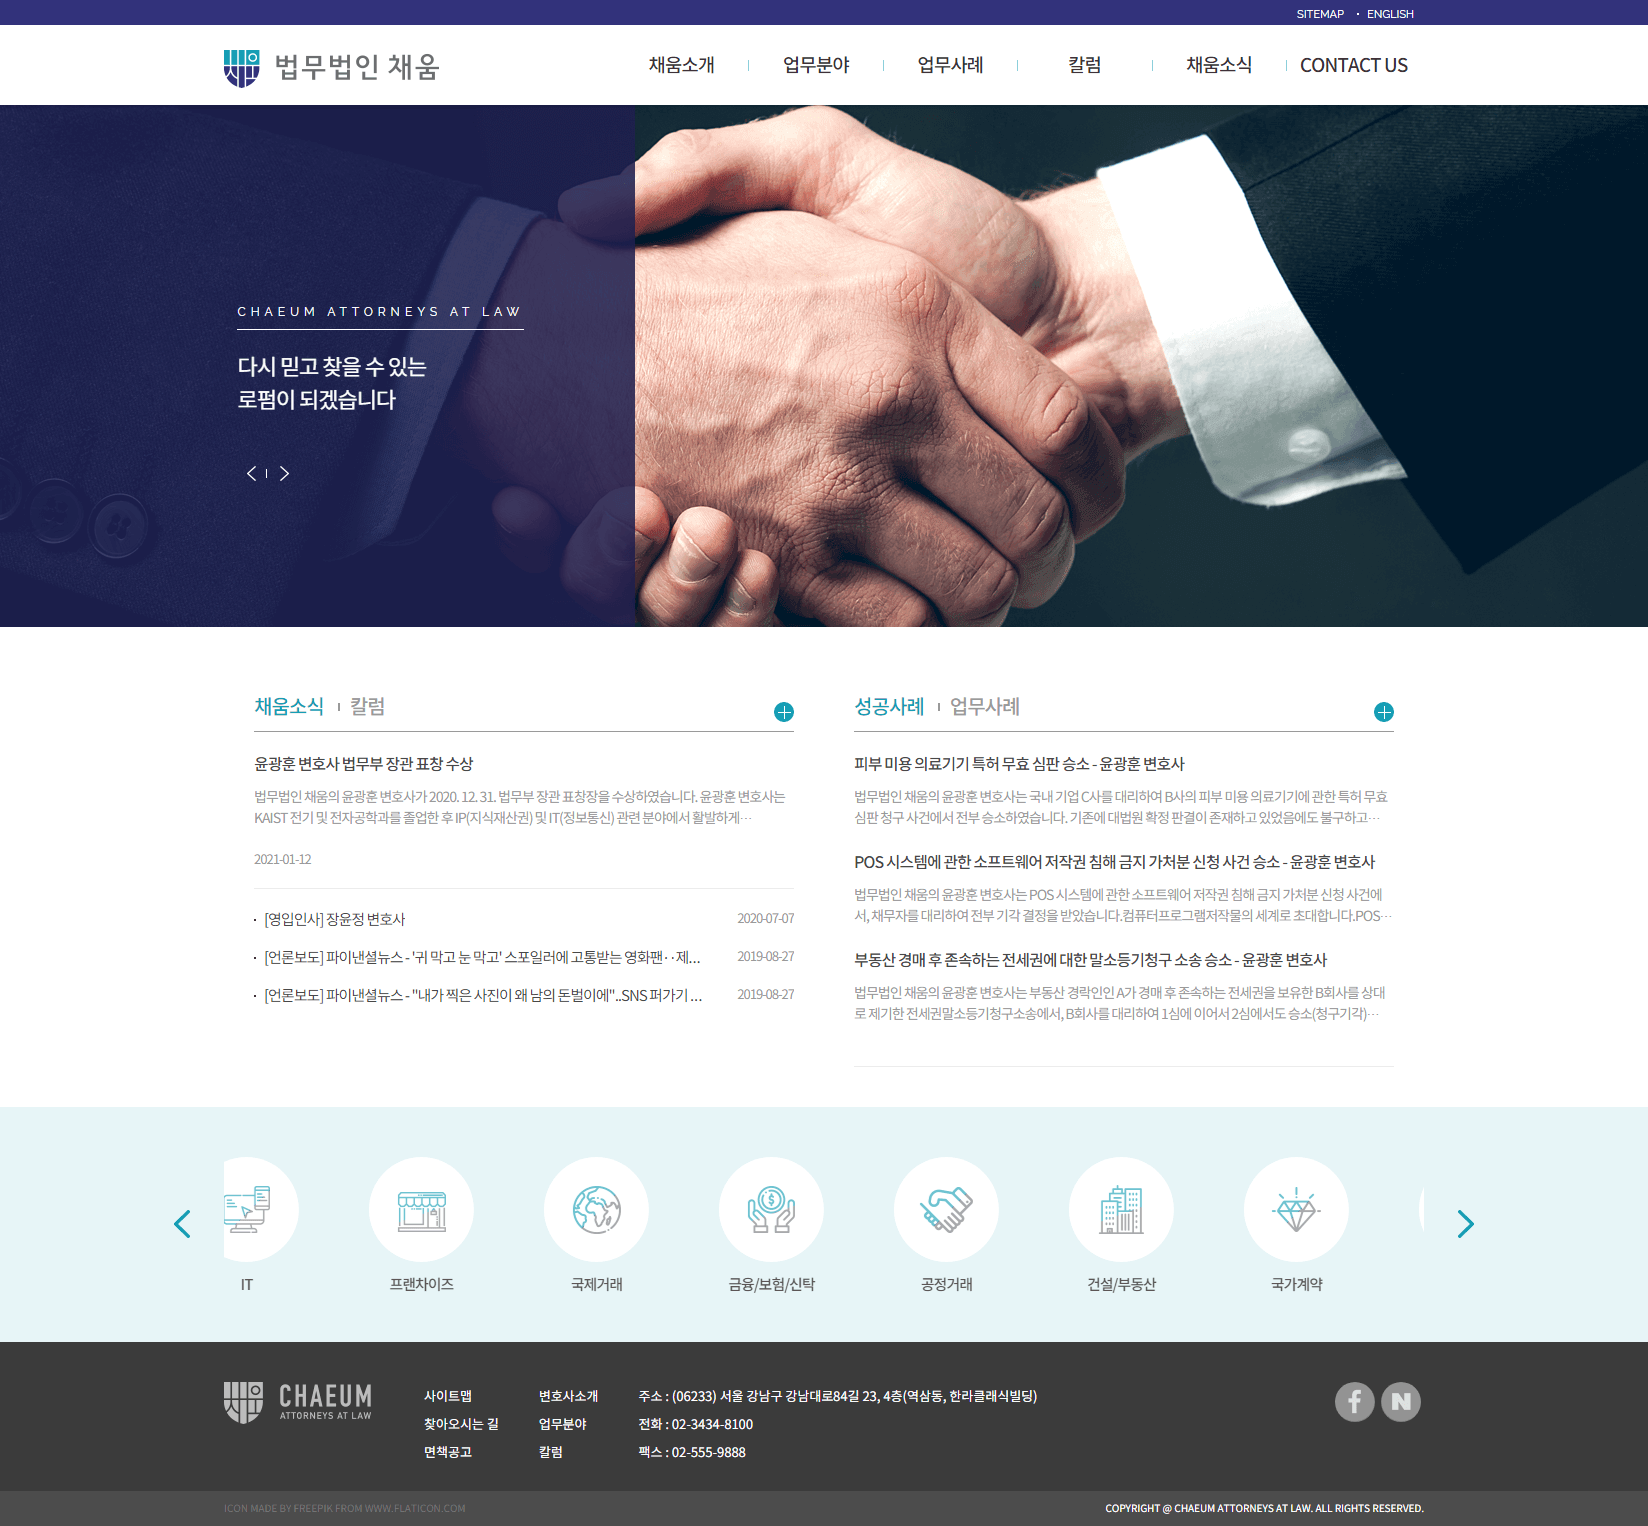 SITEMAP · ENGLISH
법무법인 채움
채움소개 업무분야 업무사례 칼럼 채움소식 CONTACT US
CHAEUM ATTORNEYS AT LAW
다시 믿고 찾을 수 있는
로펌이 되겠습니다
채움소식 칼럼
윤광훈 변호사 법무부 장관 표창 수상
법무법인 채움의 윤광훈 변호사가 2020. 12. 31. 법무부 장관 표창장을 수상하였습니다. 윤광훈 변호사는
KAIST 전기 및 전자공학과를 졸업한 후 IP(지식재산권) 및 IT(정보통신) 관련 분야에서 활발하게…
2021-01-12
· [영입인사] 장윤정 변호사 2020-07-07
· [언론보도] 파이낸셜뉴스 - '귀 막고 눈 막고' 스포일러에 고통받는 영화팬‥제... 2019-08-27
· [언론보도] 파이낸셜뉴스 - "내가 찍은 사진이 왜 남의 돈벌이에"..SNS 퍼가기 ... 2019-08-27
성공사례 업무사례
피부 미용 의료기기 특허 무효 심판 승소 - 윤광훈 변호사
법무법인 채움의 윤광훈 변호사는 국내 기업 C사를 대리하여 B사의 피부 미용 의료기기에 관한 특허 무효
심판 청구 사건에서 전부 승소하였습니다. 기존에 대법원 확정 판결이 존재하고 있었음에도 불구하고…
POS 시스템에 관한 소프트웨어 저작권 침해 금지 가처분 신청 사건 승소 - 윤광훈 변호사
법무법인 채움의 윤광훈 변호사는 POS 시스템에 관한 소프트웨어 저작권 침해 금지 가처분 신청 사건에
서, 채무자를 대리하여 전부 기각 결정을 받았습니다.컴퓨터프로그램저작물의 세계로 초대합니다.POS…
부동산 경매 후 존속하는 전세권에 대한 말소등기청구 소송 승소 - 윤광훈 변호사
법무법인 채움의 윤광훈 변호사는 부동산 경락인인 A가 경매 후 존속하는 전세권을 보유한 B회사를 상대
로 제기한 전세권말소등기청구소송에서, B회사를 대리하여 1심에 이어서 2심에서도 승소(청구기각)…
IT 프랜차이즈 국제거래 금융/보험/신탁 공정거래 건설/부동산 국가계약
CHAEUM
ATTORNEYS AT LAW
사이트맵 변호사소개 주소 : (06233) 서울 강남구 강남대로84길 23, 4층(역삼동, 한라클래식빌딩)
찾아오시는 길 업무분야 전화 : 02-3434-8100
면책공고 칼럼 팩스 : 02-555-9888
ICON MADE BY FREEPIK FROM WWW.FLATICON.COM
COPYRIGHT @ CHAEUM ATTORNEYS AT LAW. ALL RIGHTS RESERVED.